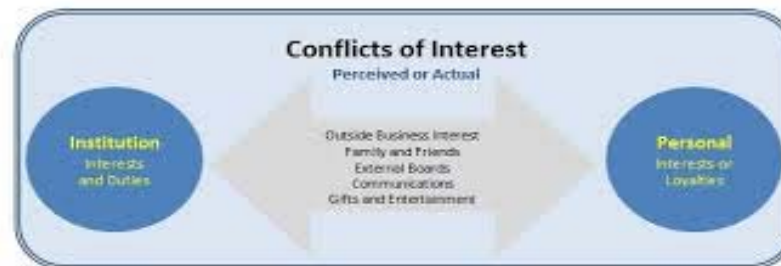 Conflicts of Interest
Perceived or Actual
Institution
Interests
and Duties
Outside Business Interest
Family and Friends
External Boards
Communications
Gifts and Entertainment
Personal
Interests or
Loyalties